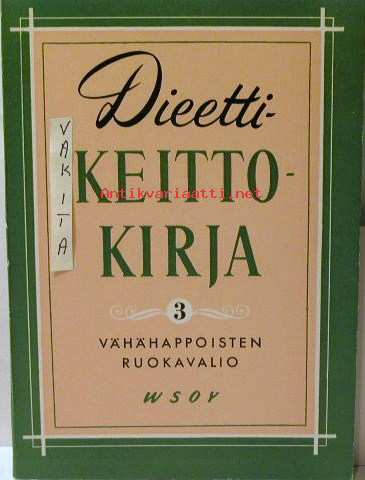 Dieetti-
KEITTO-
KIRJA
3
VÄHÄHAPPOISTEN
RUOKAVALIO
WSOY
VAKITA
Antikvariaatti.net